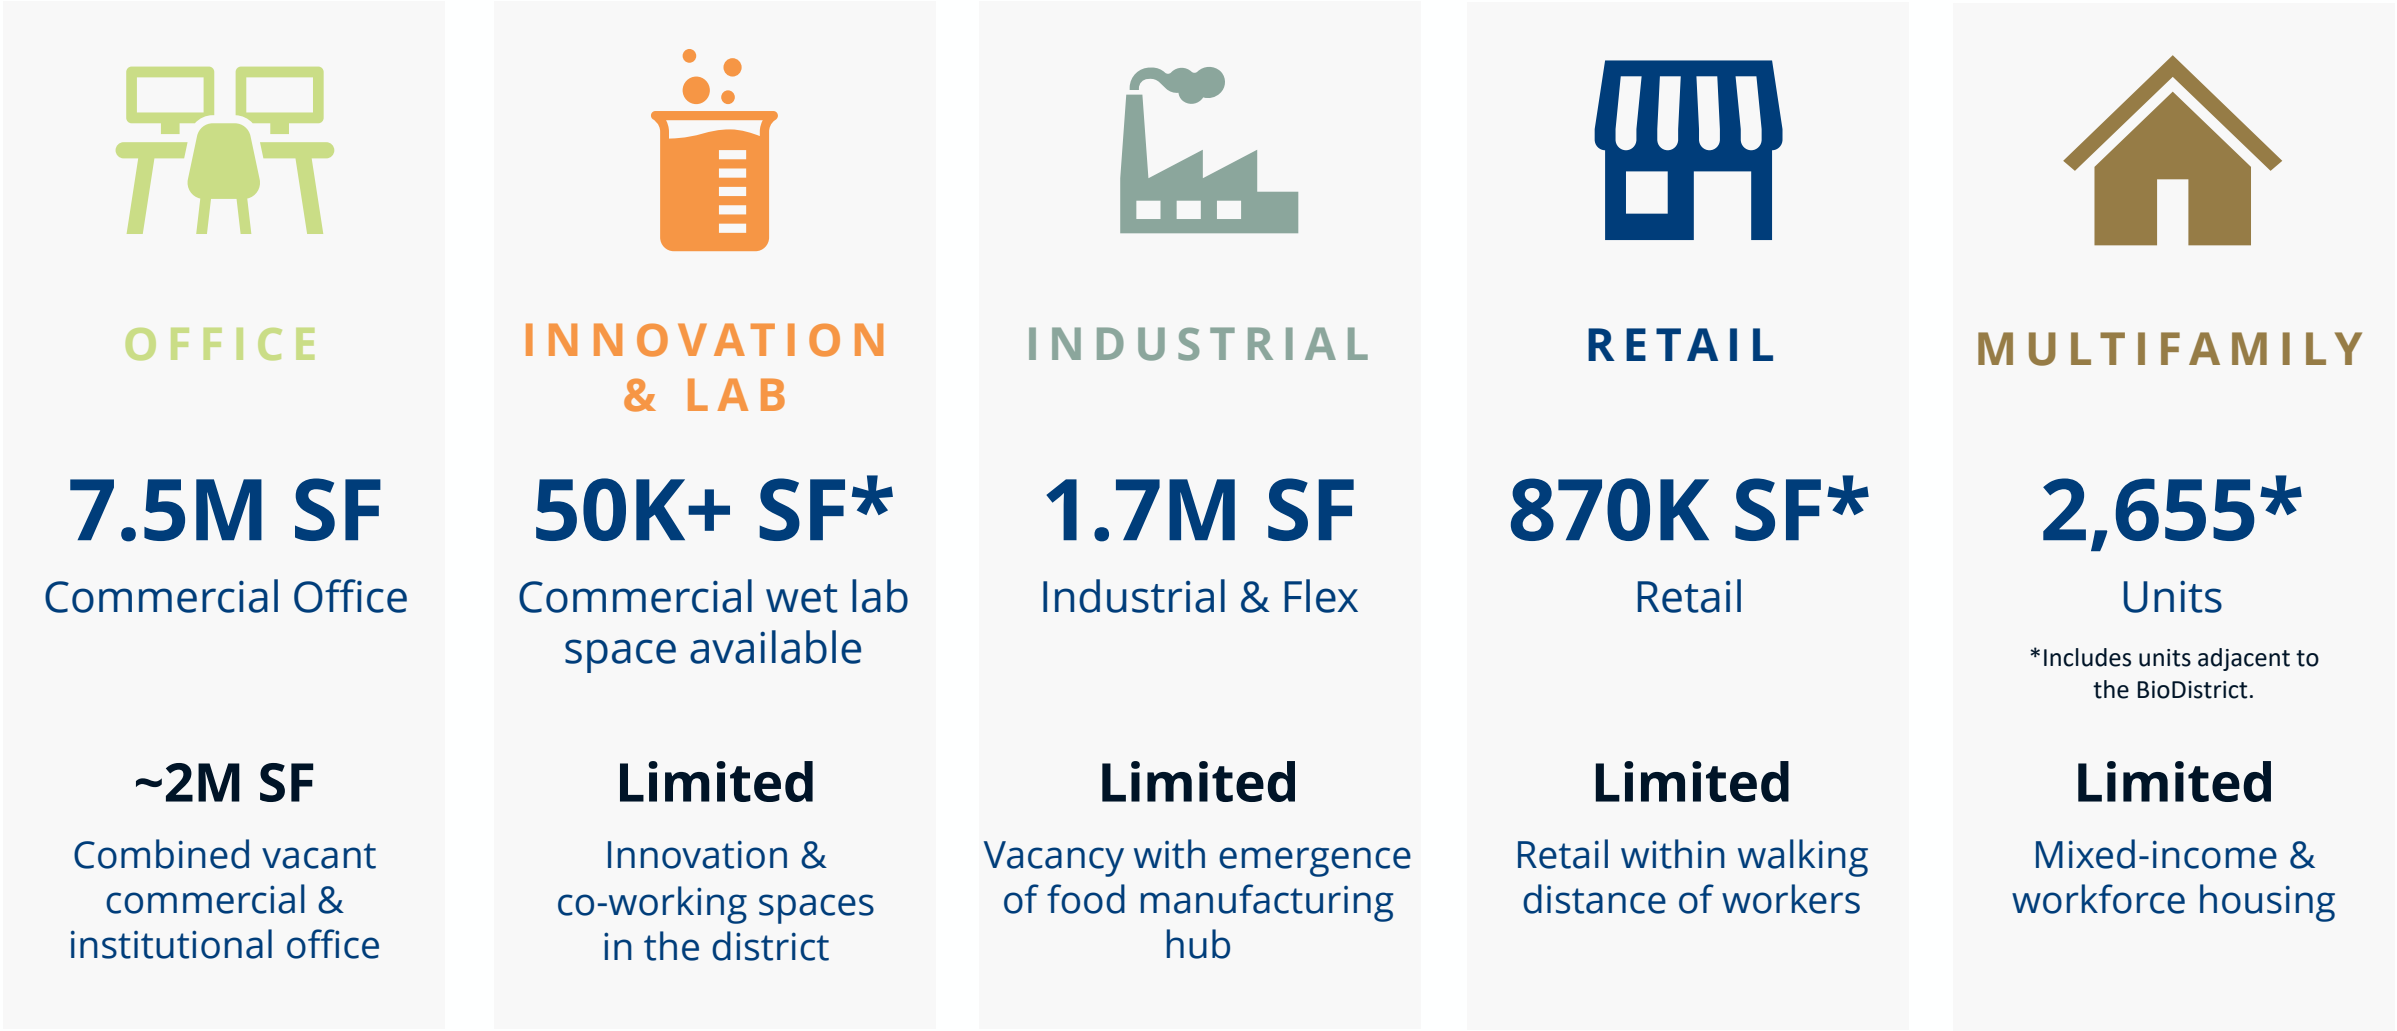 OFFICE
7.5M SF
Commercial Office
~2M SF
Combined vacant
commercial &
institutional office
INNOVATION
& LAB
50K+ SF*
Commercial wet lab
space available
Limited
Innovation &
co-working spaces
in the district
INDUSTRIAL
1.7M SF
Industrial & Flex
Limited
Vacancy with emergence
of food manufacturing
hub
RETAIL
870K SF*
Retail
Limited
Retail within walking
distance of workers
MULTIFAMILY
2,655*
Units
*Includes units adjacent to
the BioDistrict.
Limited
Mixed-income &
workforce housing